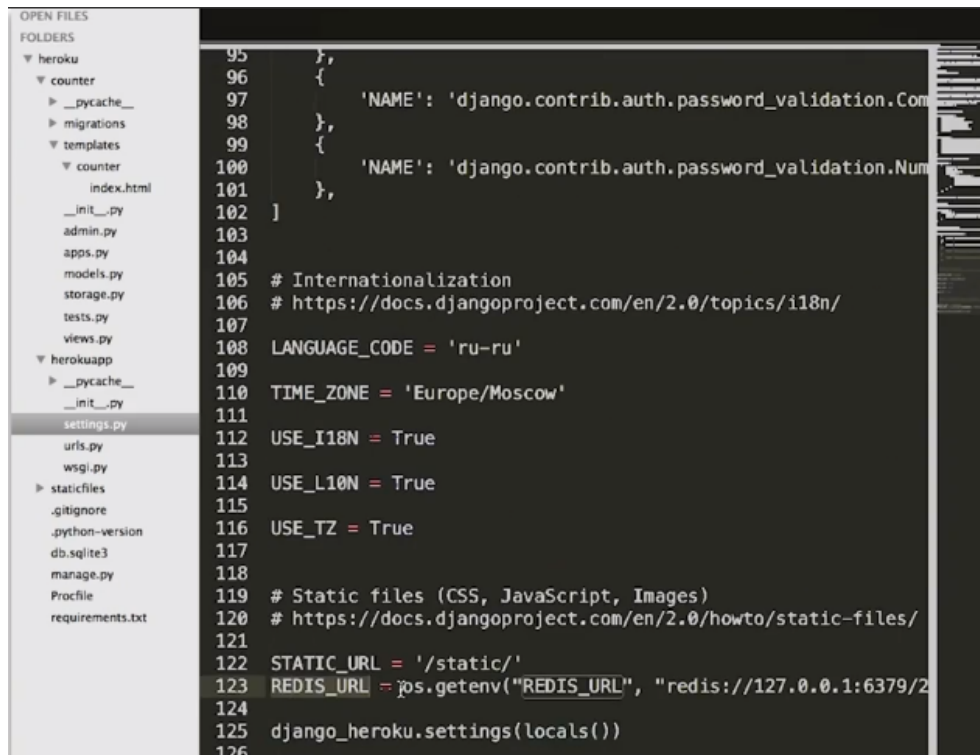 OPEN FILES
FOLDERS
heroku
counter
__pycache__
migrations
templates
counter
index.html
__init__.py
admin.py
apps.py
models.py
storage.py
tests.py
views.py
herokuapp
__pycache__
__init__.py
settings.py
urls.py
wsgi.py
staticfiles
.gitignore
.python-version
db.sqlite3
manage.py
Procfile
requirements.txt
95 },
96 {
97 'NAME': 'django.contrib.auth.password_validation.Com
98 },
99 {
100 'NAME': 'django.contrib.auth.password_validation.Num
101 },
102 ]
103
104
105 # Internationalization
106 # https://docs.djangoproject.com/en/2.0/topics/i18n/
107
108 LANGUAGE_CODE = 'ru-ru'
109
110 TIME_ZONE = 'Europe/Moscow'
111
112 USE_I18N = True
113
114 USE_L10N = True
115
116 USE_TZ = True
117
118
119 # Static files (CSS, JavaScript, Images)
120 # https://docs.djangoproject.com/en/2.0/howto/static-files/
121
122 STATIC_URL = '/static/'
123 REDIS_URL = os.getenv("REDIS_URL", "redis://127.0.0.1:6379/2
124
125 django_heroku.settings(locals())
126